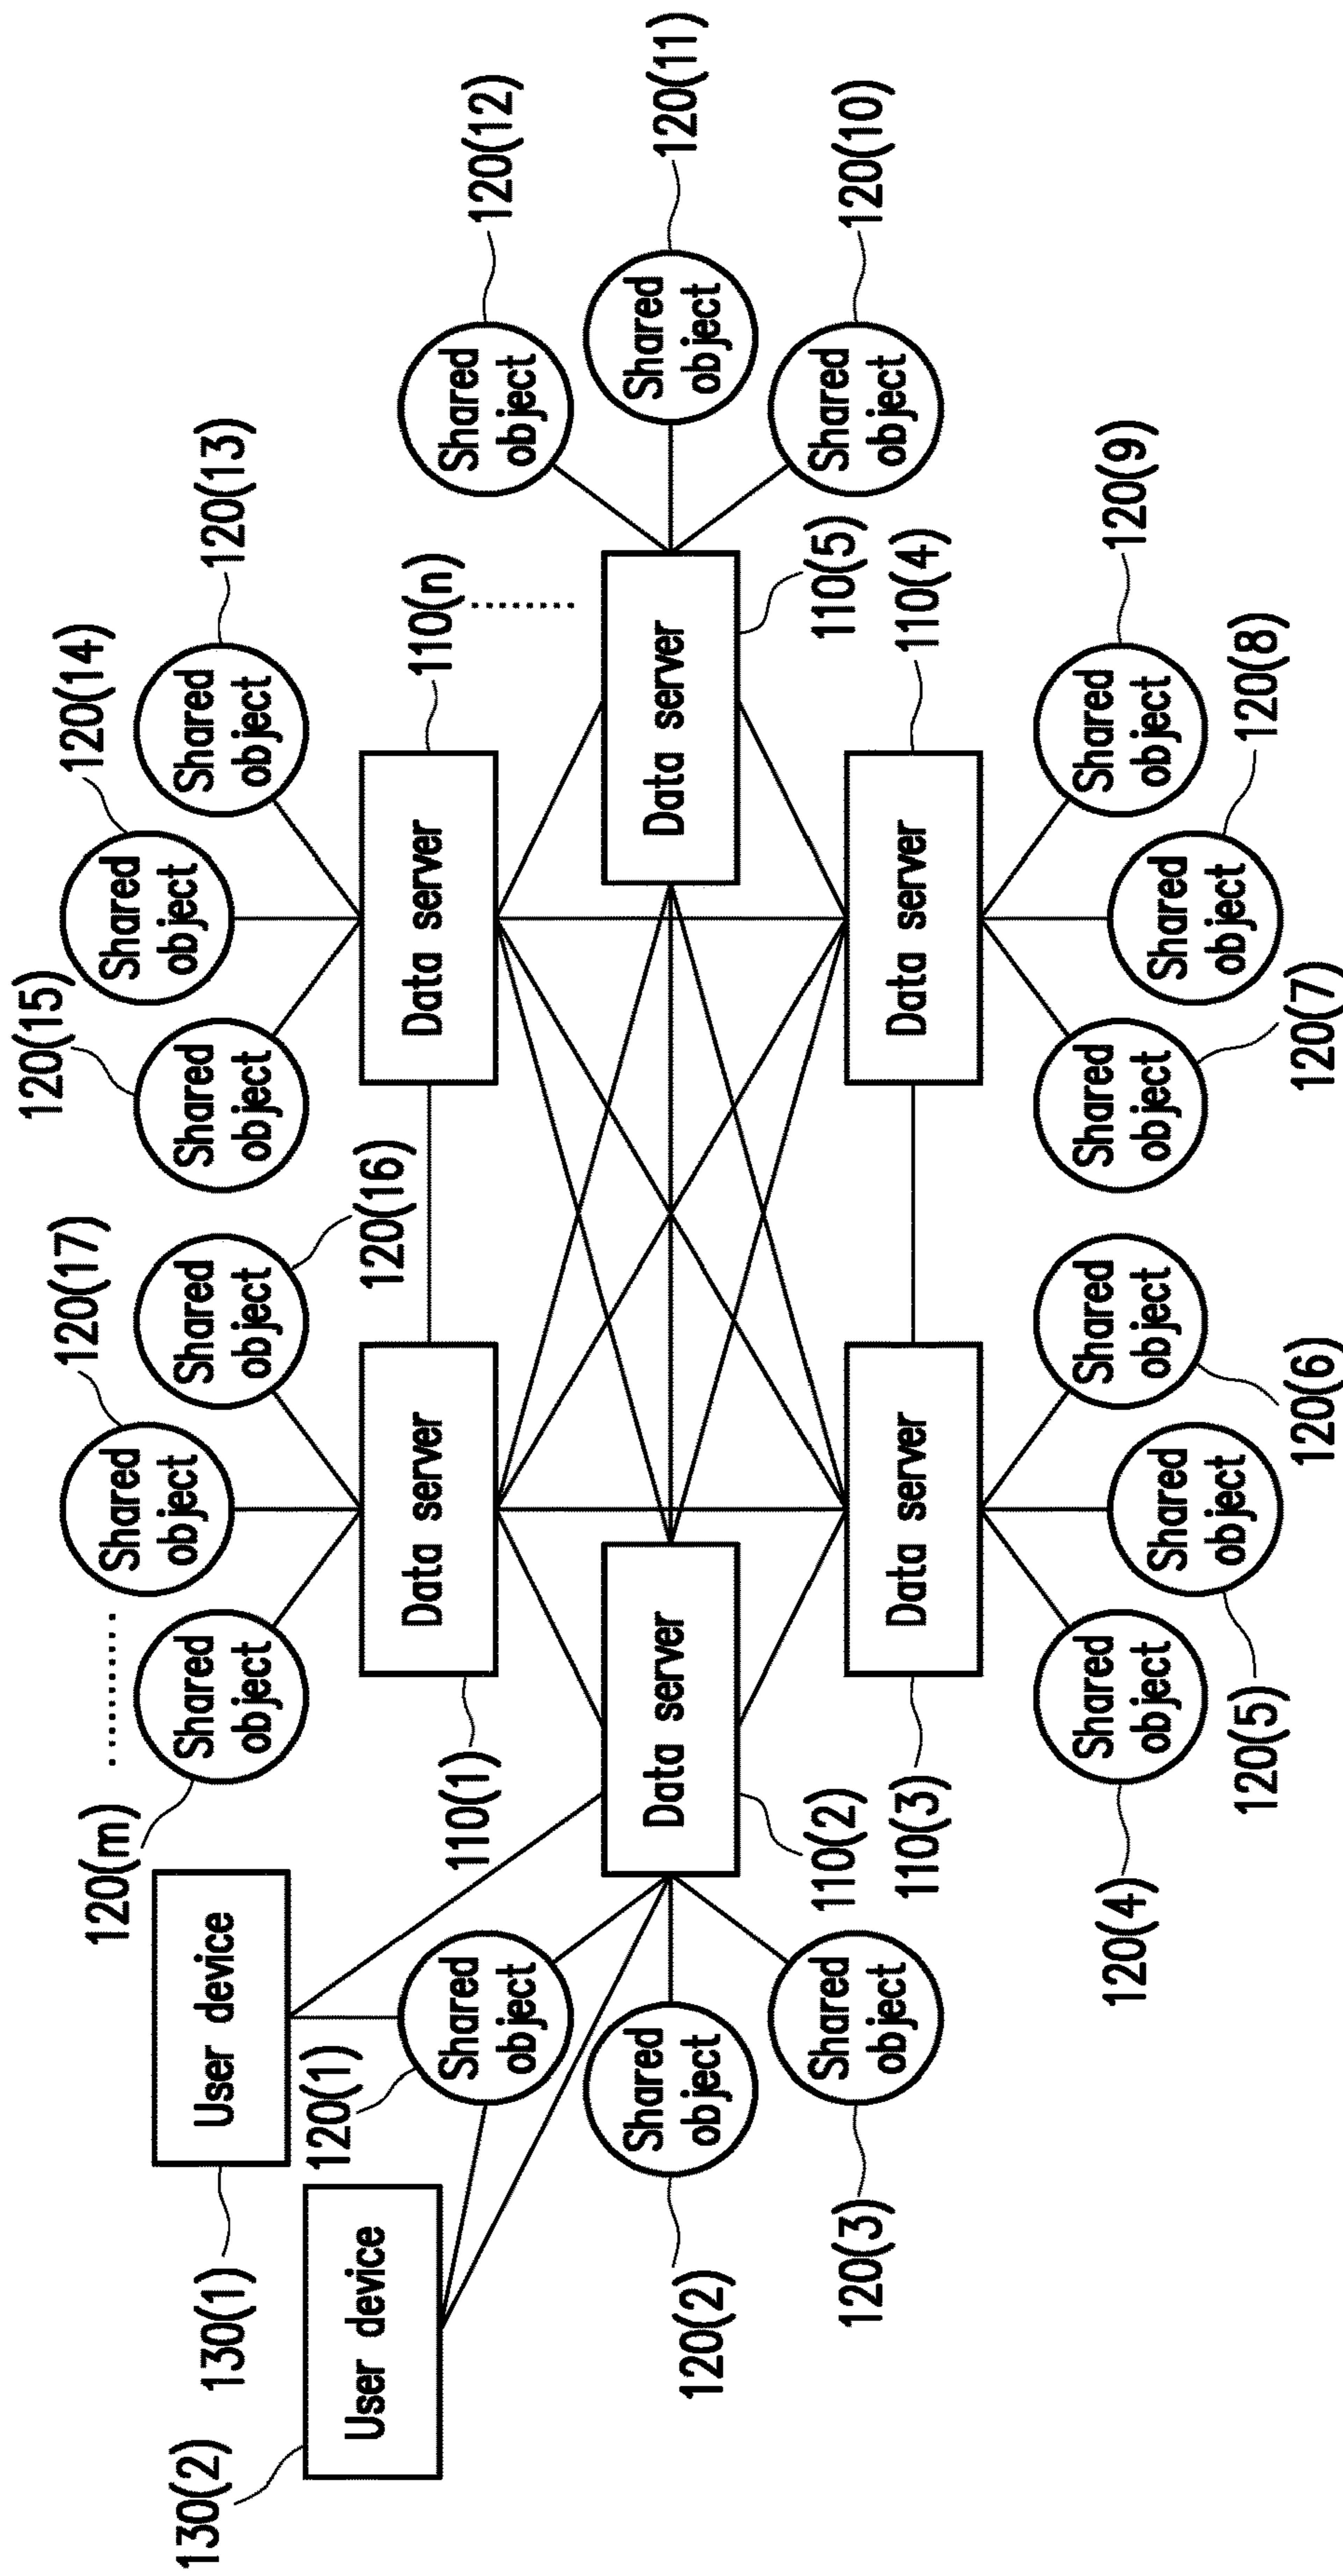 130(2)
User device
130(1)
User device
120(m)
Shared
object
120(17)
Shared
object
120(16)
Shared
object
120(15)
Shared
object
120(14)
Shared
object
120(13)
Shared
object
120(1)
Shared
object
110(1)
Data server
110(n)
Data server
120(12)
Shared
object
120(2)
Shared
object
110(2)
Data server
110(5)
Data server
120(11)
Shared
object
120(3)
Shared
object
110(3)
Data server
110(4)
Data server
120(10)
Shared
object
120(4)
Shared
object
120(5)
Shared
object
120(6)
Shared
object
120(7)
Shared
object
120(8)
Shared
object
120(9)
Shared
object